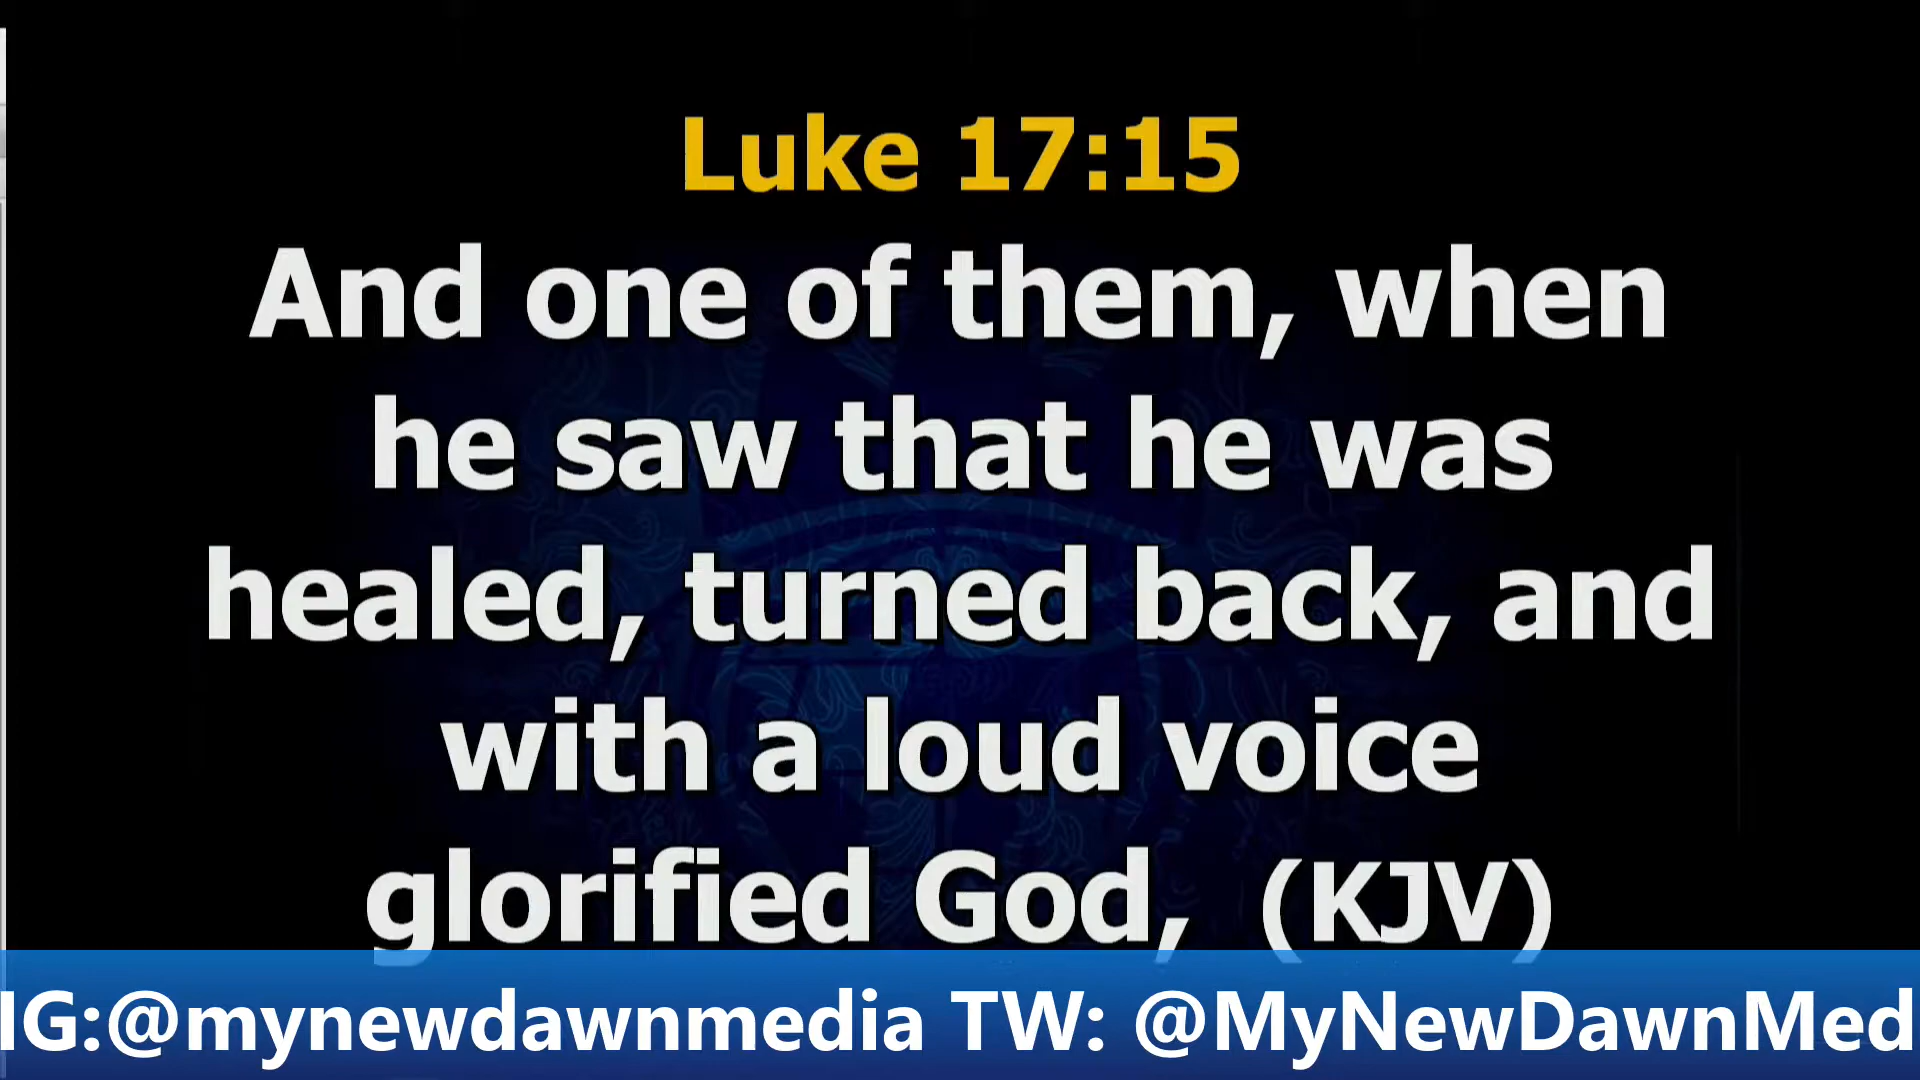 Luke 17:15
And one of them, when
he saw that he was
healed, turned back, and
with a loud voice
glorified God, (KJV)
IG:@mynewdawnmedia TW: @MyNewDawnMed